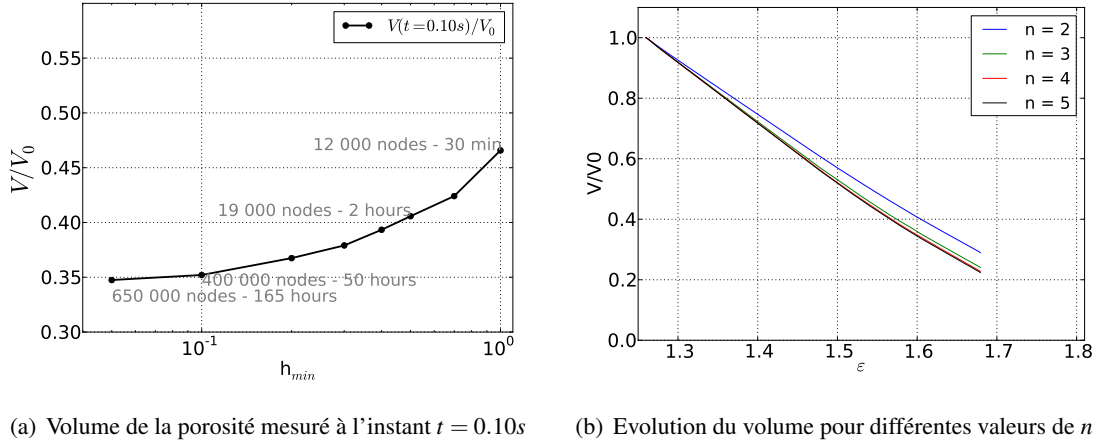 V(t=0.10s)/V₀
0.55
0.50
0.45
0.40
0.35
0.30
V/V₀
12 000 nodes - 30 min
19 000 nodes - 2 hours
400 000 nodes - 50 hours
650 000 nodes - 165 hours
10⁻¹ 10⁰
hₘᵢₙ
(a) Volume de la porosité mesuré à l'instant t = 0.10s
n = 2
n = 3
n = 4
n = 5
1.0
0.8
0.6
0.4
0.2
0.0
V/V0
1.3 1.4 1.5 1.6 1.7 1.8
ε
(b) Evolution du volume pour différentes valeurs de n